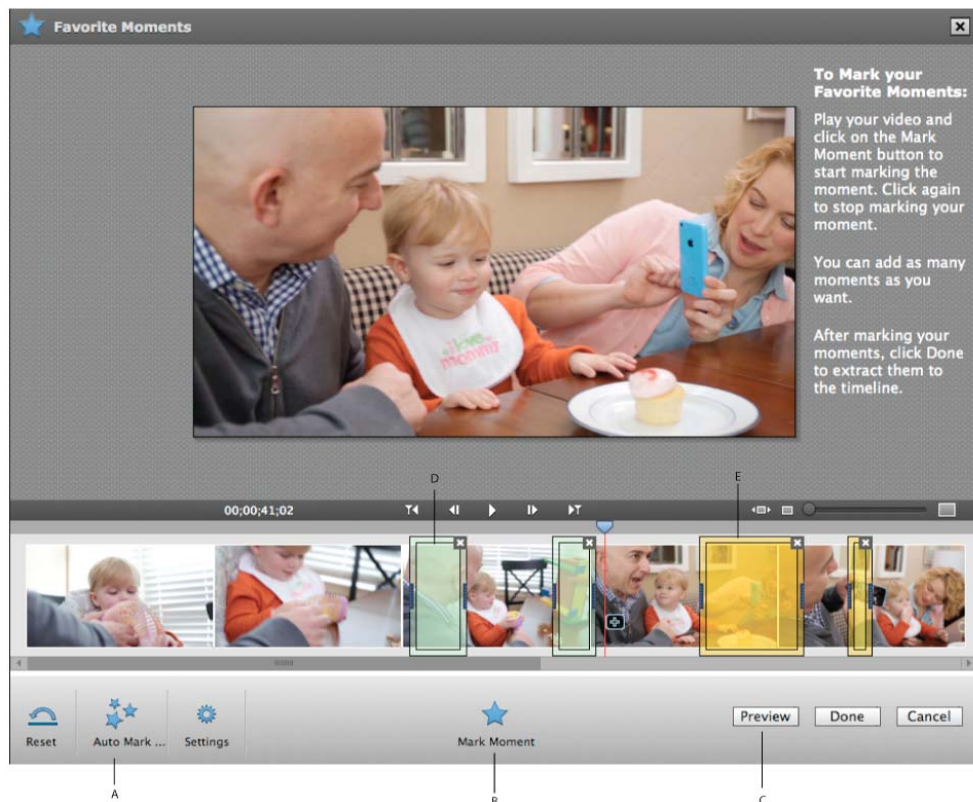 Favorite Moments
To Mark your
Favorite Moments:
Play your video and
click on the Mark
Moment button to
start marking the
moment. Click again
to stop marking your
moment.
You can add as many
moments as you
want.
After marking your
moments, click Done
to extract them to
the timeline.
i love
mommy
D
E
00;00;41;02
Reset
Auto Mark ...
Settings
Mark Moment
Preview
Done
Cancel
A
B
C